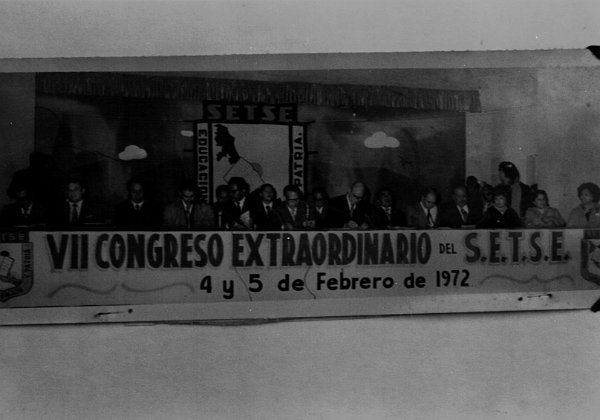 SETSE
EDUCACION
PATRIA.
VII CONGRESO EXTRAORDINARIO DEL S.E.T.S.E.
4 y 5 de Febrero de 1972